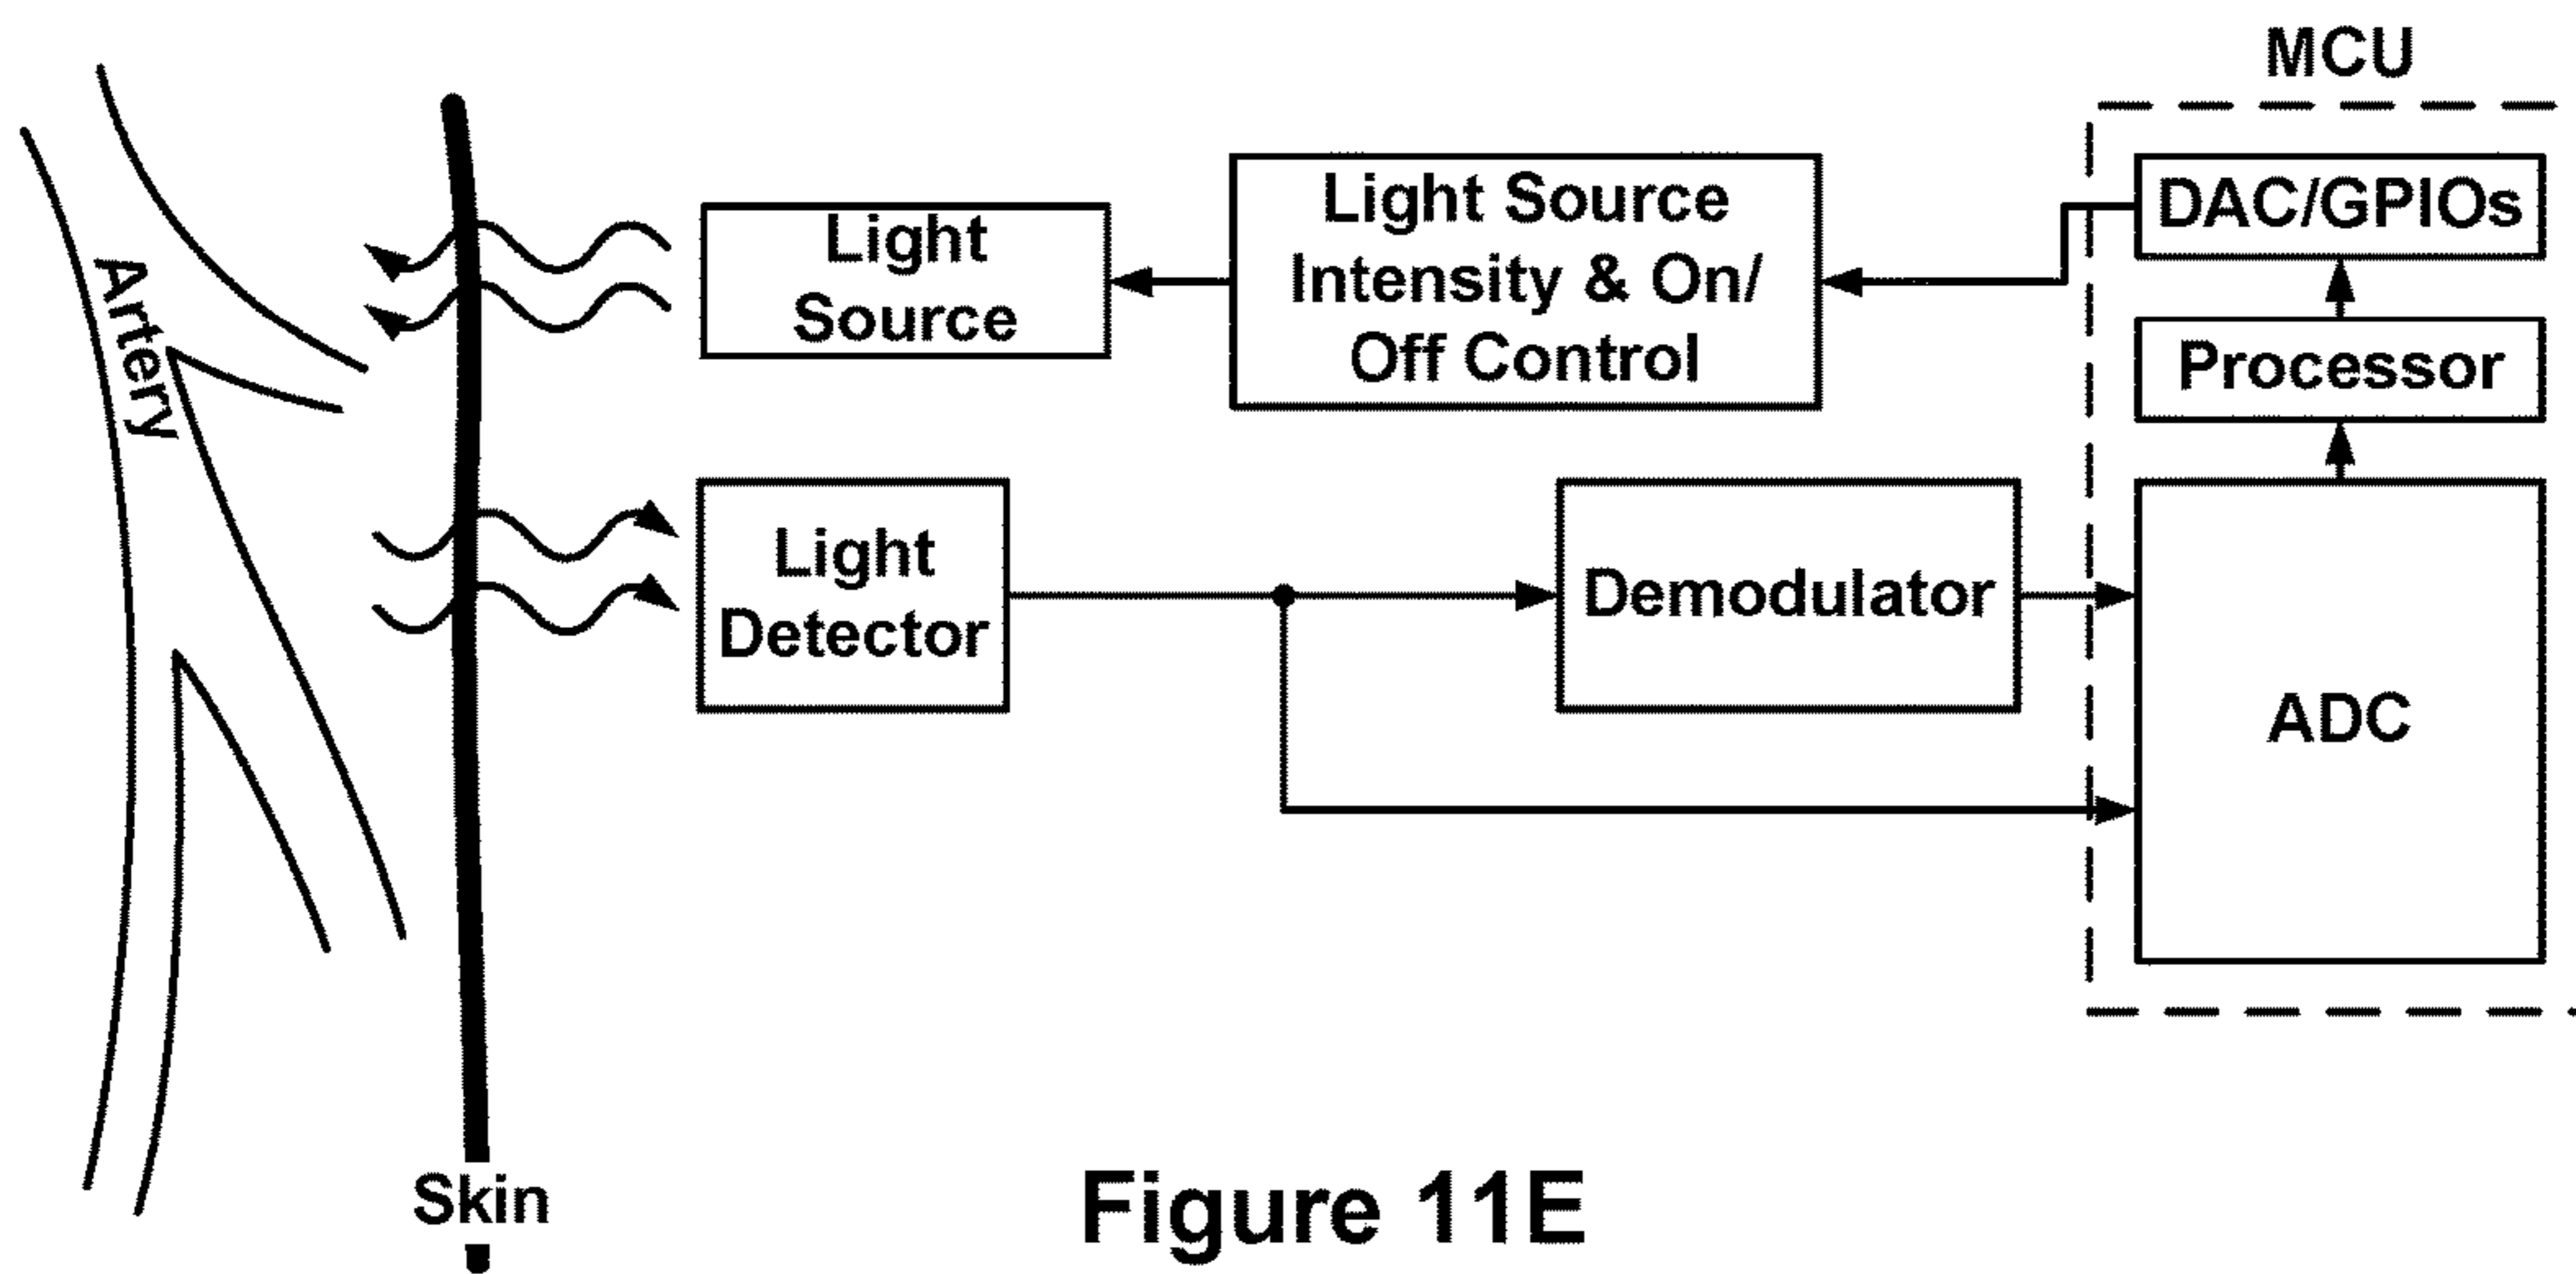 MCU
Light Source
Intensity & On/
Off Control
DAC/GPIOs
Light
Source
Processor
Artery
Light
Detector
Demodulator
ADC
Skin
Figure 11E